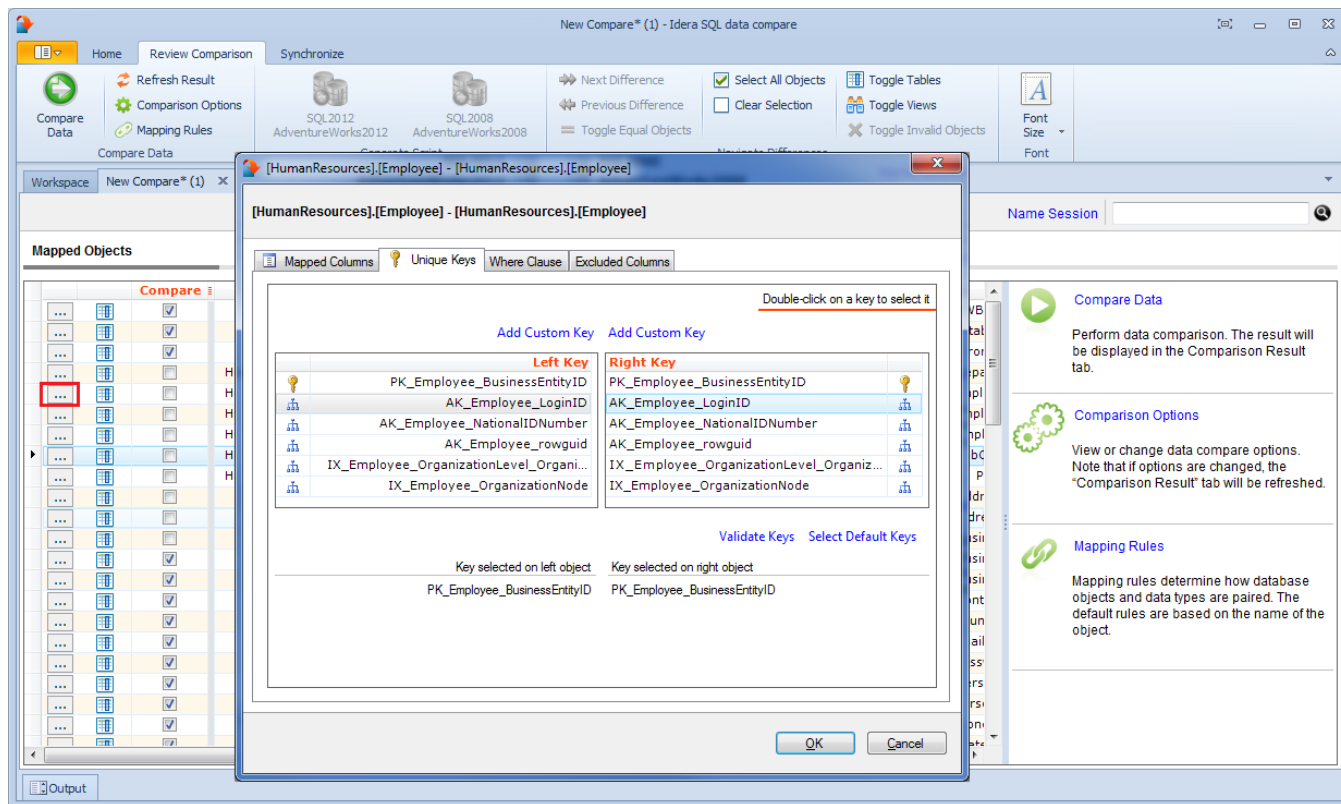 New Compare* (1) - Idera SQL data compare
Home Review Comparison Synchronize
Compare Data
Refresh Result
Comparison Options
Mapping Rules
Compare Data
SQL2012
AdventureWorks2012
SQL2008
AdventureWorks2008
Next Difference
Previous Difference
Toggle Equal Objects
Select All Objects
Clear Selection
Toggle Tables
Toggle Views
Toggle Invalid Objects
Font Size
Font
Workspace New Compare* (1)
Name Session
Mapped Objects
Compare
[HumanResources].[Employee] - [HumanResources].[Employee]
[HumanResources].[Employee] - [HumanResources].[Employee]
Mapped Columns Unique Keys Where Clause Excluded Columns
Double-click on a key to select it
Add Custom Key Add Custom Key
Left Key Right Key
PK_Employee_BusinessEntityID PK_Employee_BusinessEntityID
AK_Employee_LoginID AK_Employee_LoginID
AK_Employee_NationalIDNumber AK_Employee_NationalIDNumber
AK_Employee_rowguid AK_Employee_rowguid
IX_Employee_OrganizationLevel_Organi... IX_Employee_OrganizationLevel_Organiz...
IX_Employee_OrganizationNode IX_Employee_OrganizationNode
Validate Keys Select Default Keys
Key selected on left object Key selected on right object
PK_Employee_BusinessEntityID PK_Employee_BusinessEntityID
OK Cancel
Compare Data
Perform data comparison. The result will
be displayed in the Comparison Result
tab.
Comparison Options
View or change data compare options.
Note that if options are changed, the
“Comparison Result” tab will be refreshed.
Mapping Rules
Mapping rules determine how database
objects and data types are paired. The
default rules are based on the name of the
object.
Output